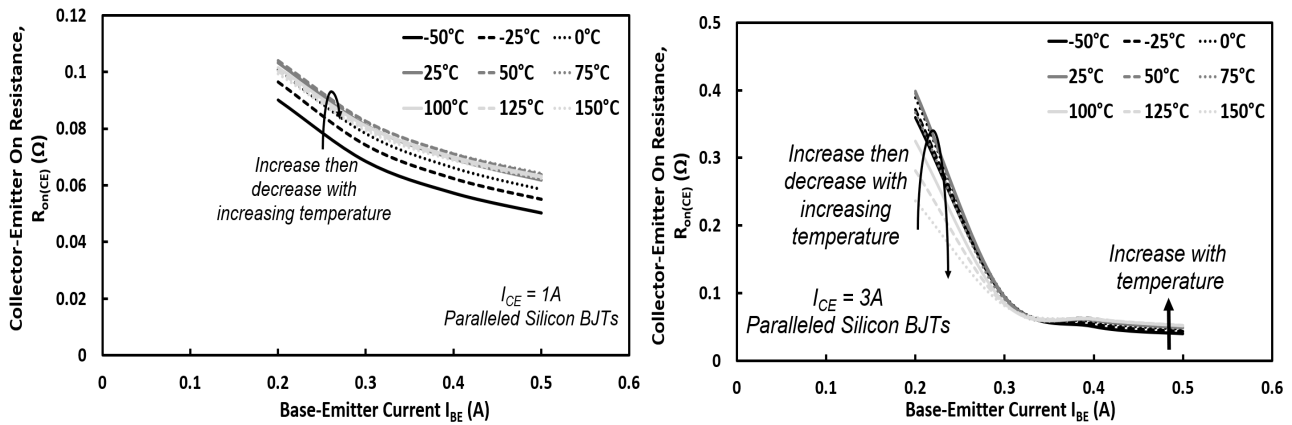 Collector-Emitter On Resistance,
R_on(CE) (Ω)
0.12
0.1
0.08
0.06
0.04
0.02
0
-50°C -25°C 0°C
25°C 50°C 75°C
100°C 125°C 150°C
Increase then
decrease with
increasing temperature
I_CE = 1A
Paralleled Silicon BJTs
0 0.1 0.2 0.3 0.4 0.5 0.6
Base-Emitter Current I_BE (A)
Collector-Emitter On Resistance,
R_on(CE) (Ω)
0.5
0.4
0.3
0.2
0.1
0
-50°C -25°C 0°C
25°C 50°C 75°C
100°C 125°C 150°C
Increase then
decrease with
increasing
temperature
Increase with
temperature
I_CE = 3A
Paralleled Silicon BJTs
0 0.1 0.2 0.3 0.4 0.5 0.6
Base-Emitter Current I_BE (A)